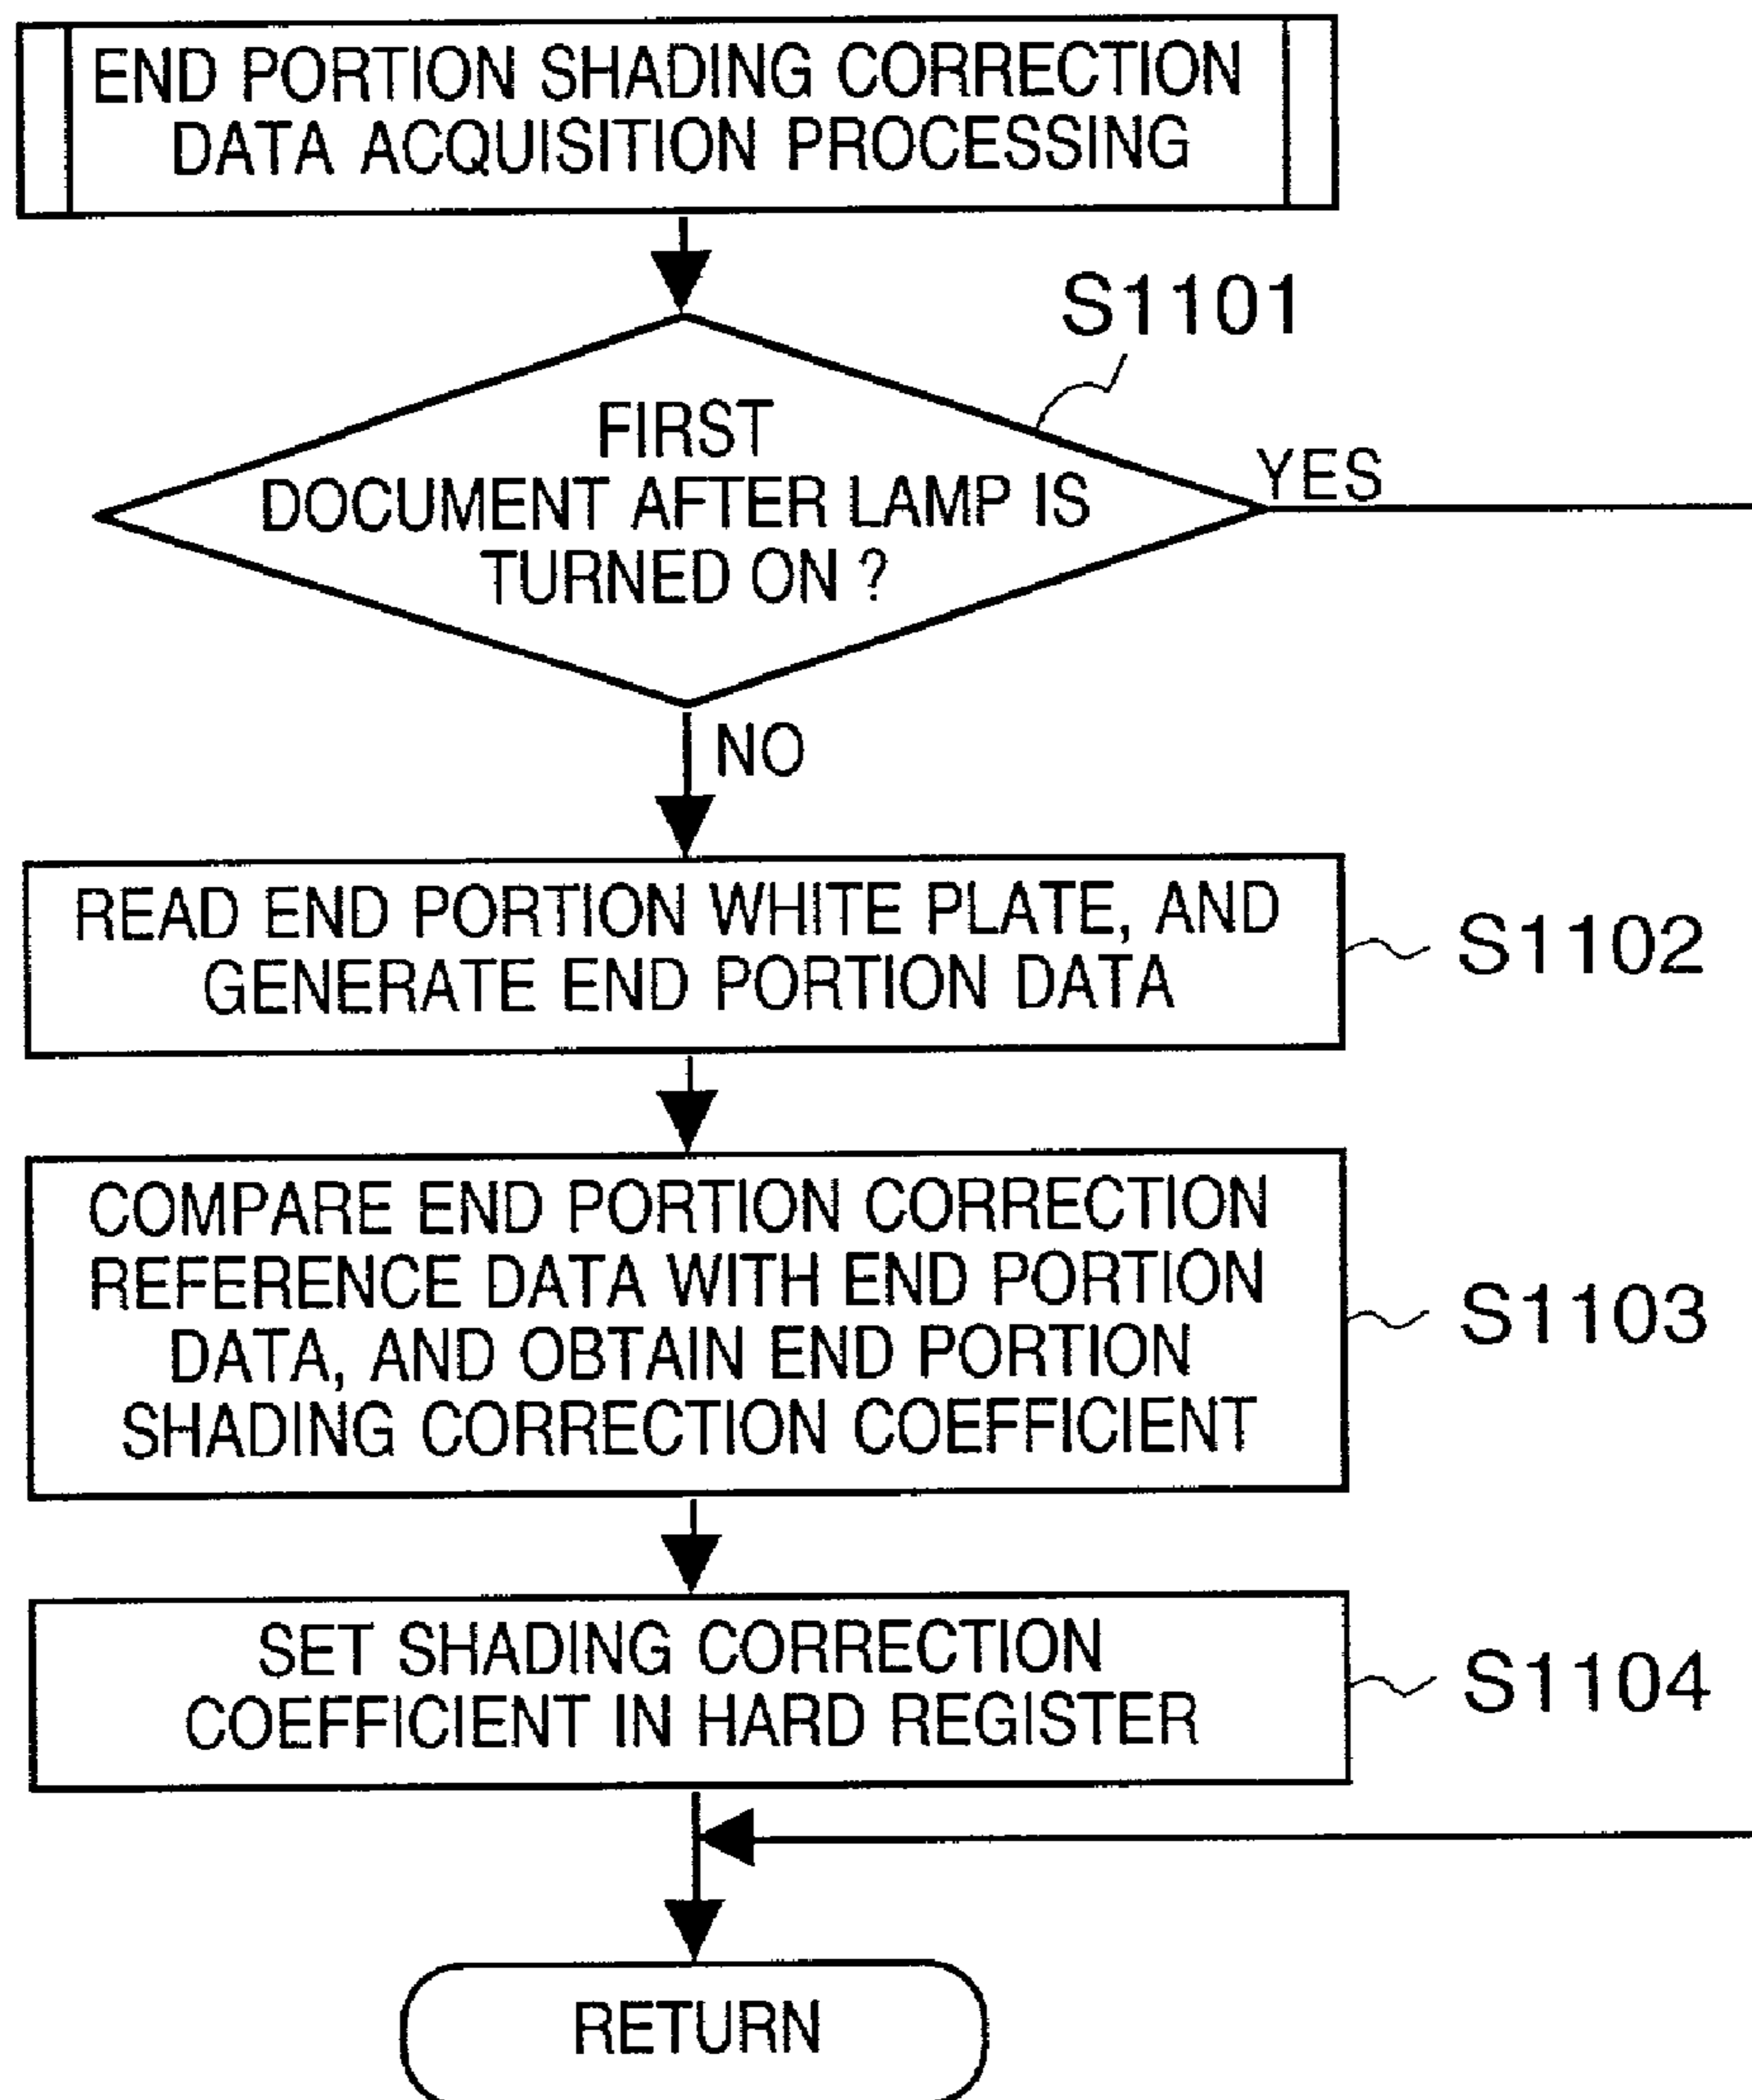 END PORTION SHADING CORRECTION
DATA ACQUISITION PROCESSING
S1101
FIRST
DOCUMENT AFTER LAMP IS
TURNED ON ?
YES
NO
READ END PORTION WHITE PLATE, AND
GENERATE END PORTION DATA
S1102
COMPARE END PORTION CORRECTION
REFERENCE DATA WITH END PORTION
DATA, AND OBTAIN END PORTION
SHADING CORRECTION COEFFICIENT
S1103
SET SHADING CORRECTION
COEFFICIENT IN HARD REGISTER
S1104
RETURN